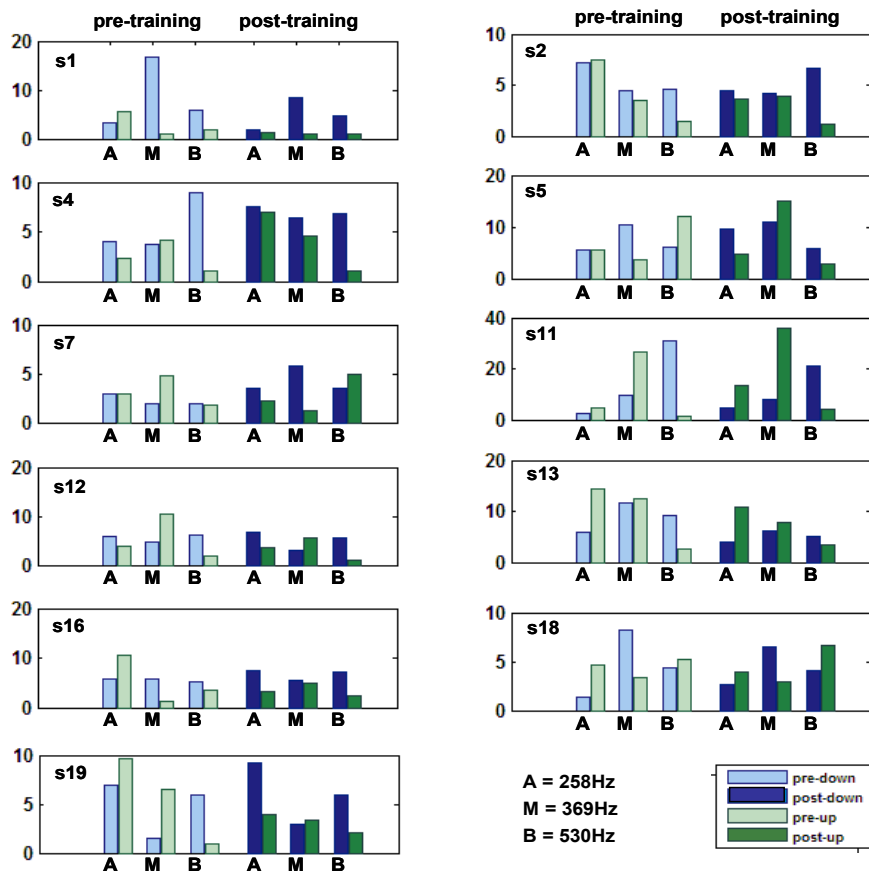 pre-training post-training pre-training post-training
s1
20
10
0
A M B A M B
s2
10
5
0
A M B A M B
s4
10
5
0
A M B A M B
s5
20
10
0
A M B A M B
s7
10
5
0
A M B A M B
s11
40
20
0
A M B A M B
s12
20
10
0
A M B A M B
s13
20
10
0
A M B A M B
s16
20
10
0
A M B A M B
s18
10
5
0
A M B A M B
s19
10
5
0
A M B A M B
A = 258Hz
M = 369Hz
B = 530Hz
pre-down
post-down
pre-up
post-up